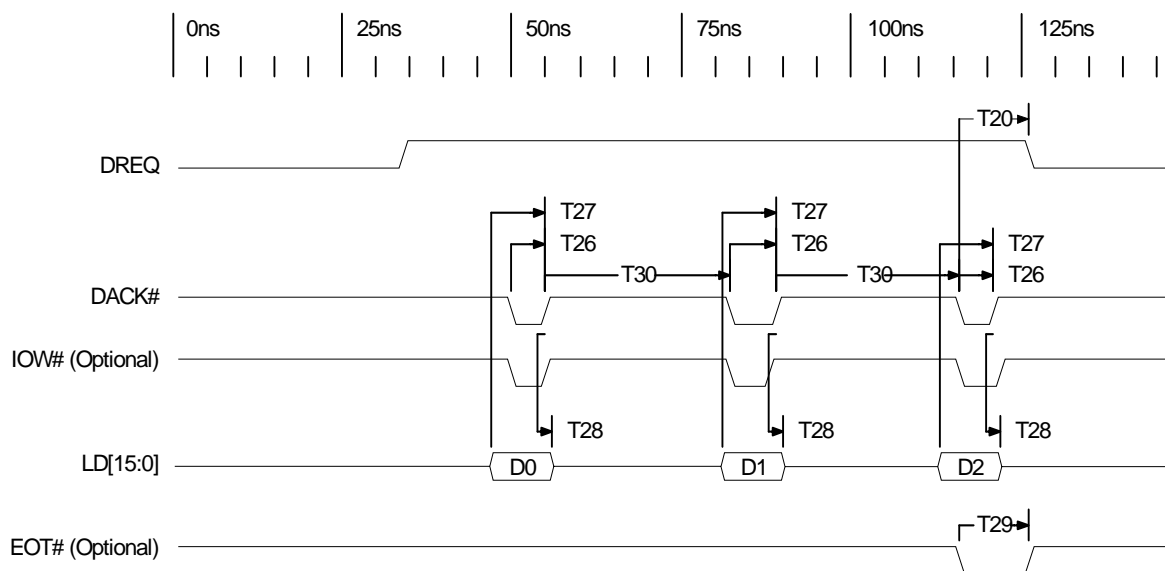 0ns 25ns 50ns 75ns 100ns 125ns
T20
DREQ
T27 T27 T27
T26 T26 T26
T30 T30
DACK#
IOW# (Optional)
T28 T28 T28
LD[15:0] D0 D1 D2
T29
EOT# (Optional)